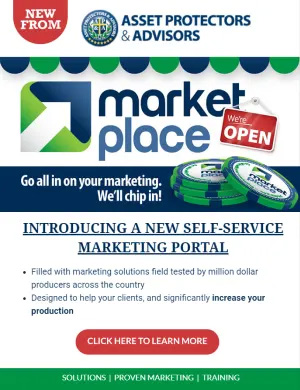 NEW
FROM
ASSET PROTECTORS
& ADVISORS
market
place
We're
OPEN
Go all in on your marketing.
We'll chip in!
INTRODUCING A NEW SELF-SERVICE
MARKETING PORTAL
• Filled with marketing solutions field tested by million dollar
producers across the country
• Designed to help your clients, and significantly increase your
production
CLICK HERE TO LEARN MORE
SOLUTIONS | PROVEN MARKETING | TRAINING